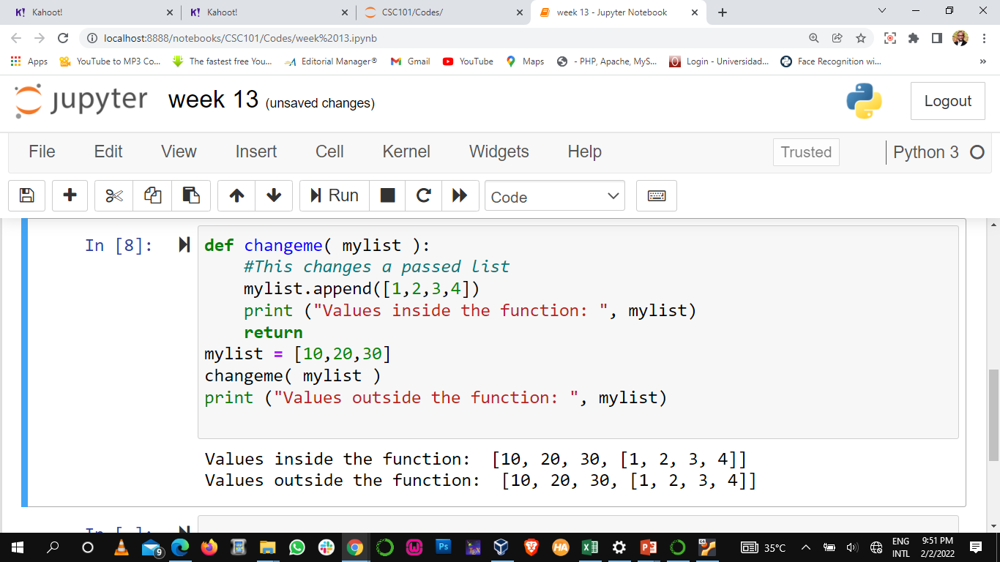 Kahoot!
Kahoot!
CSC101/Codes/
week 13 - Jupyter Notebook
localhost:8888/notebooks/CSC101/Codes/week%2013.ipynb
Apps
YouTube to MP3 Co...
The fastest free You...
Editorial Manager®
Gmail
YouTube
Maps
- PHP, Apache, MyS...
Login - Universidad...
Face Recognition wi...
jupyter week 13 (unsaved changes)
Logout
File Edit View Insert Cell Kernel Widgets Help
Trusted
Python 3
Run
Code
In [8]:
def changeme( mylist ):
    #This changes a passed list
    mylist.append([1,2,3,4])
    print ("Values inside the function: ", mylist)
    return
mylist = [10,20,30]
changeme( mylist )
print ("Values outside the function: ", mylist)
Values inside the function:  [10, 20, 30, [1, 2, 3, 4]]
Values outside the function:  [10, 20, 30, [1, 2, 3, 4]]
In [ ]:
9
Ps
HA
35°C
ENG
INTL
9:51 PM
2/2/2022